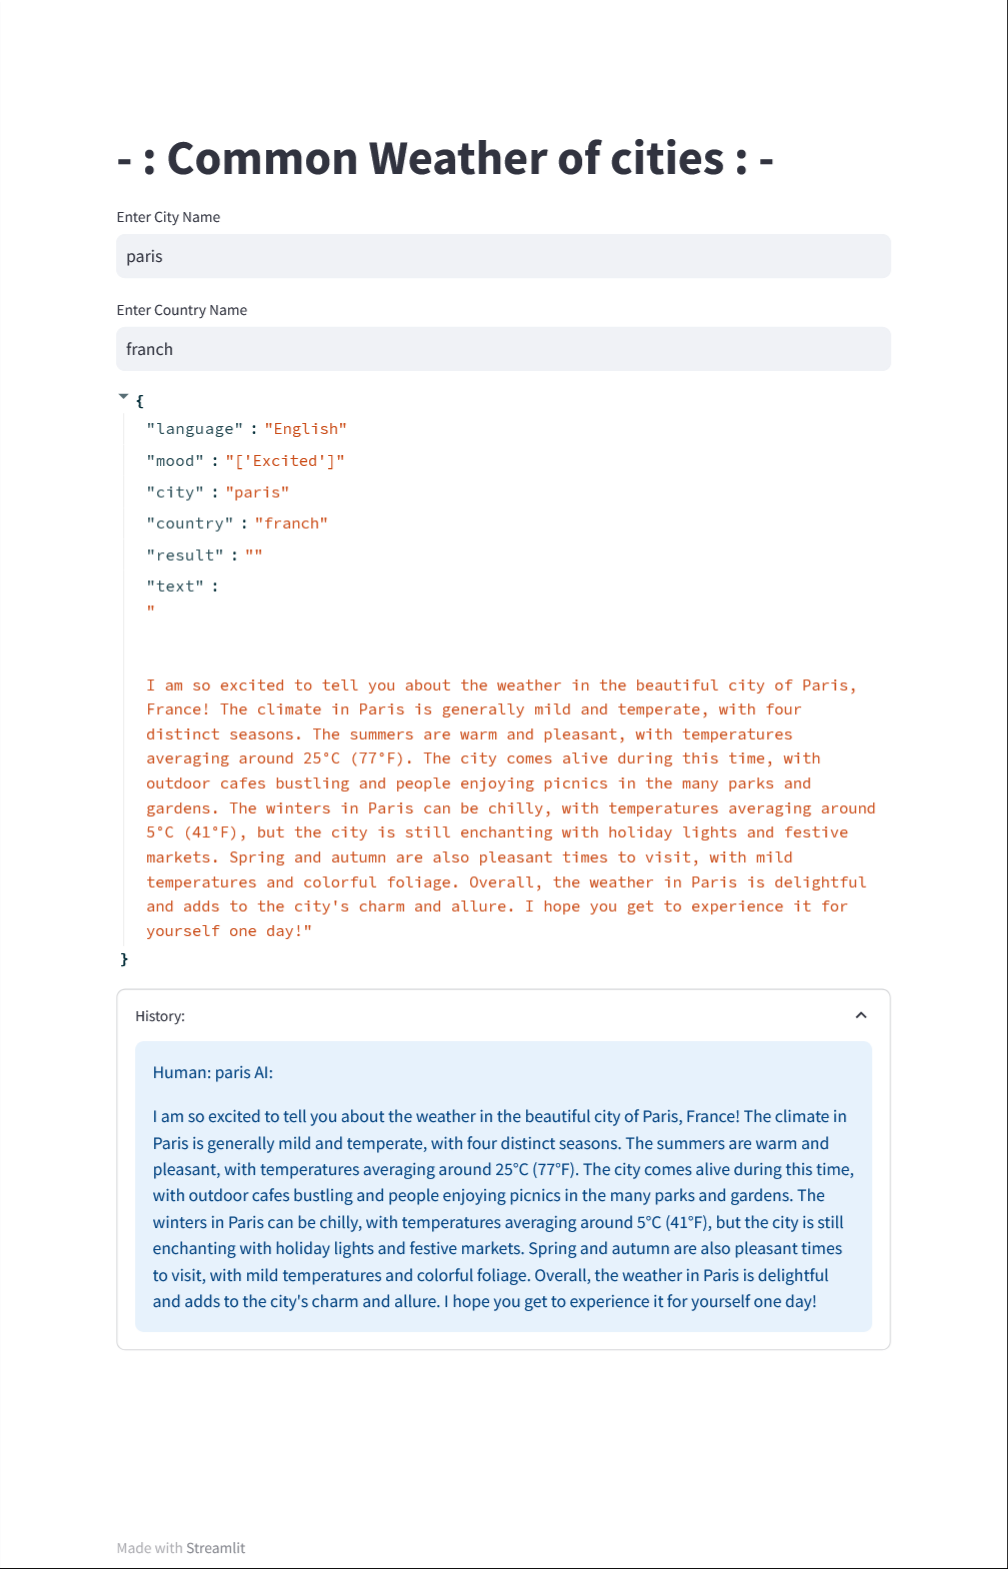 - : Common Weather of cities : -
Enter City Name
paris
Enter Country Name
franch
{
"language" : "English"
"mood" : "['Excited']"
"city" : "paris"
"country" : "franch"
"result" : ""
"text" :
"
I am so excited to tell you about the weather in the beautiful city of Paris,
France! The climate in Paris is generally mild and temperate, with four
distinct seasons. The summers are warm and pleasant, with temperatures
averaging around 25°C (77°F). The city comes alive during this time, with
outdoor cafes bustling and people enjoying picnics in the many parks and
gardens. The winters in Paris can be chilly, with temperatures averaging around
5°C (41°F), but the city is still enchanting with holiday lights and festive
markets. Spring and autumn are also pleasant times to visit, with mild
temperatures and colorful foliage. Overall, the weather in Paris is delightful
and adds to the city's charm and allure. I hope you get to experience it for
yourself one day!"
}
History:
Human: paris AI:
I am so excited to tell you about the weather in the beautiful city of Paris, France! The climate in
Paris is generally mild and temperate, with four distinct seasons. The summers are warm and
pleasant, with temperatures averaging around 25°C (77°F). The city comes alive during this time,
with outdoor cafes bustling and people enjoying picnics in the many parks and gardens. The
winters in Paris can be chilly, with temperatures averaging around 5°C (41°F), but the city is still
enchanting with holiday lights and festive markets. Spring and autumn are also pleasant times
to visit, with mild temperatures and colorful foliage. Overall, the weather in Paris is delightful
and adds to the city's charm and allure. I hope you get to experience it for yourself one day!
Made with Streamlit